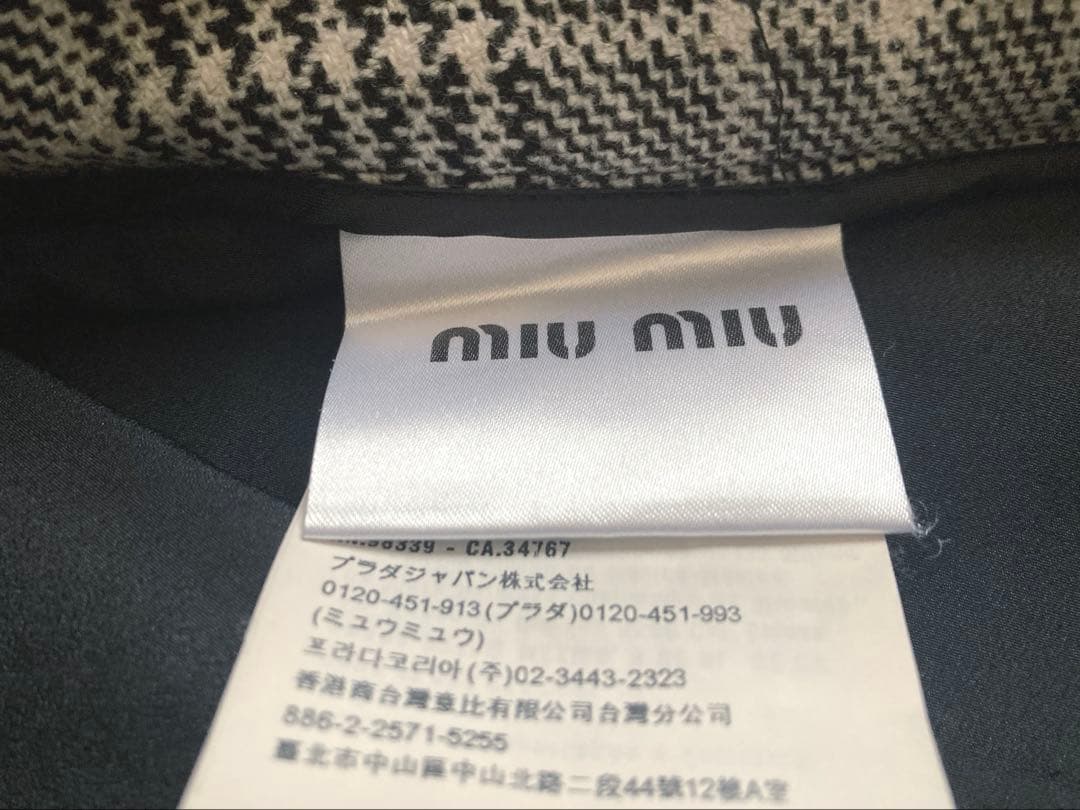 miu miu
.98339 - CA.34767
プラダジャパン株式会社
0120-451-913(プラダ)0120-451-993
(ミュウミュウ)
프라다코리아(주)02-3443-2323
香港商台灣意比有限公司台灣分公司
886-2-2571-5255
臺北市中山區中山北路二段44號12樓A室